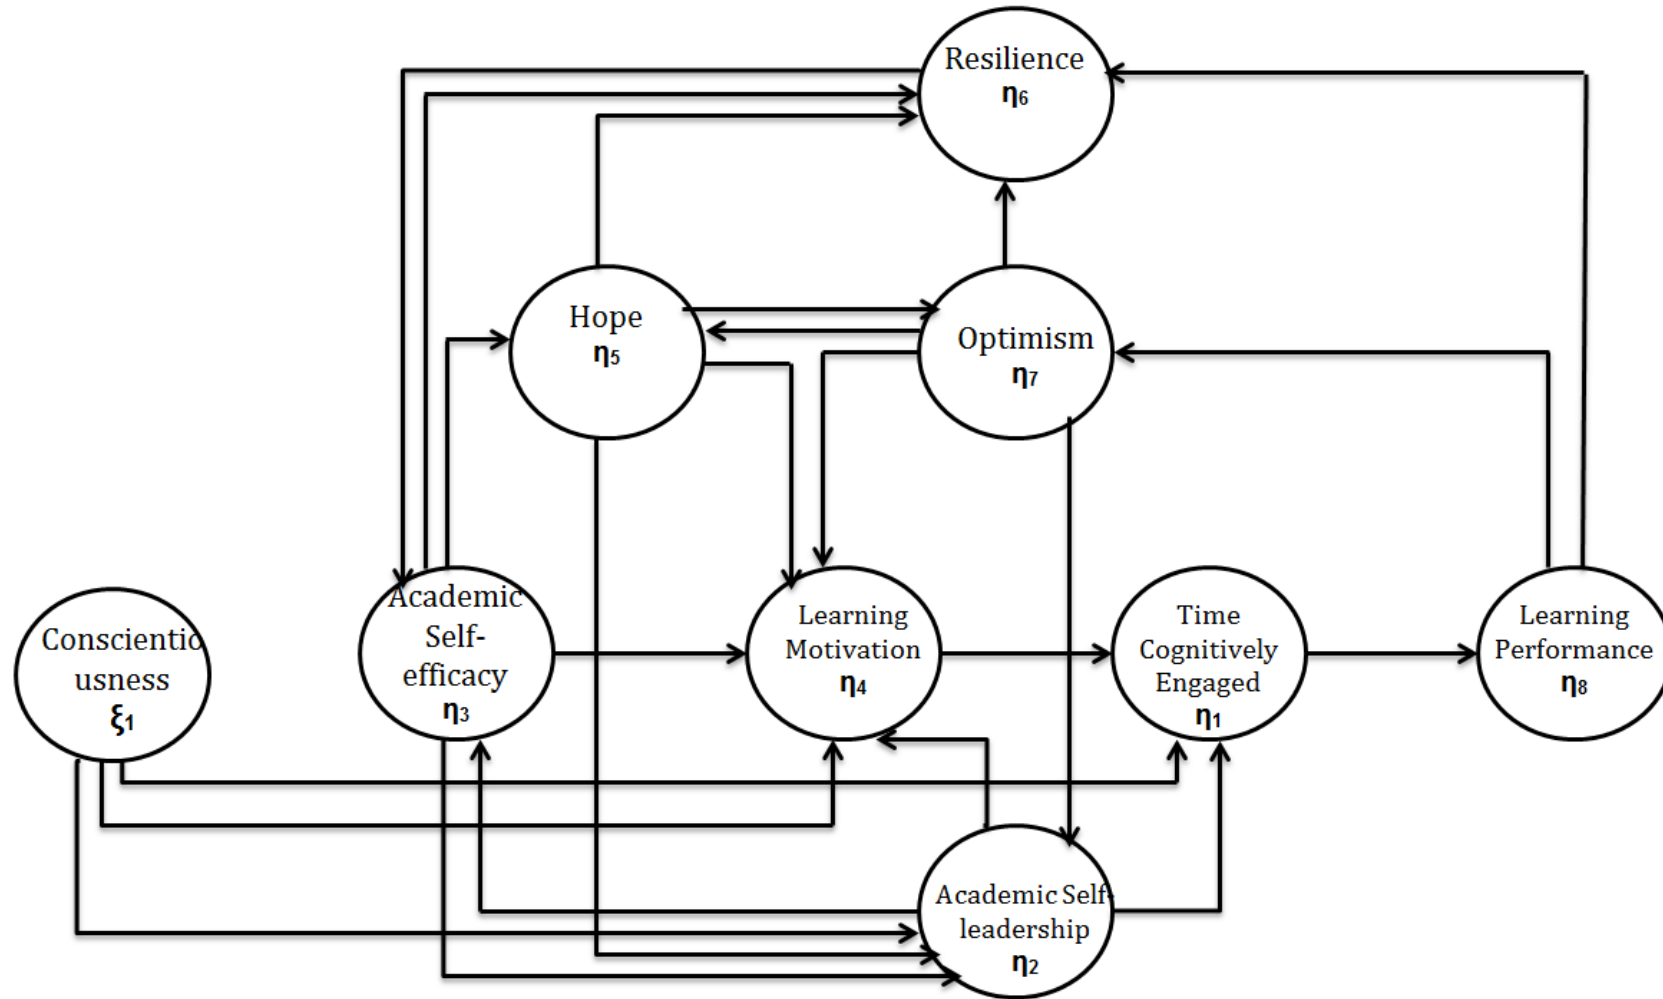 Resilience
η6
Hope
η5
Optimism
η7
Conscientio
usness
ξ1
Academic
Self-
efficacy
η3
Learning
Motivation
η4
Time
Cognitively
Engaged
η1
Learning
Performance
η8
Academic Self-
leadership
η2